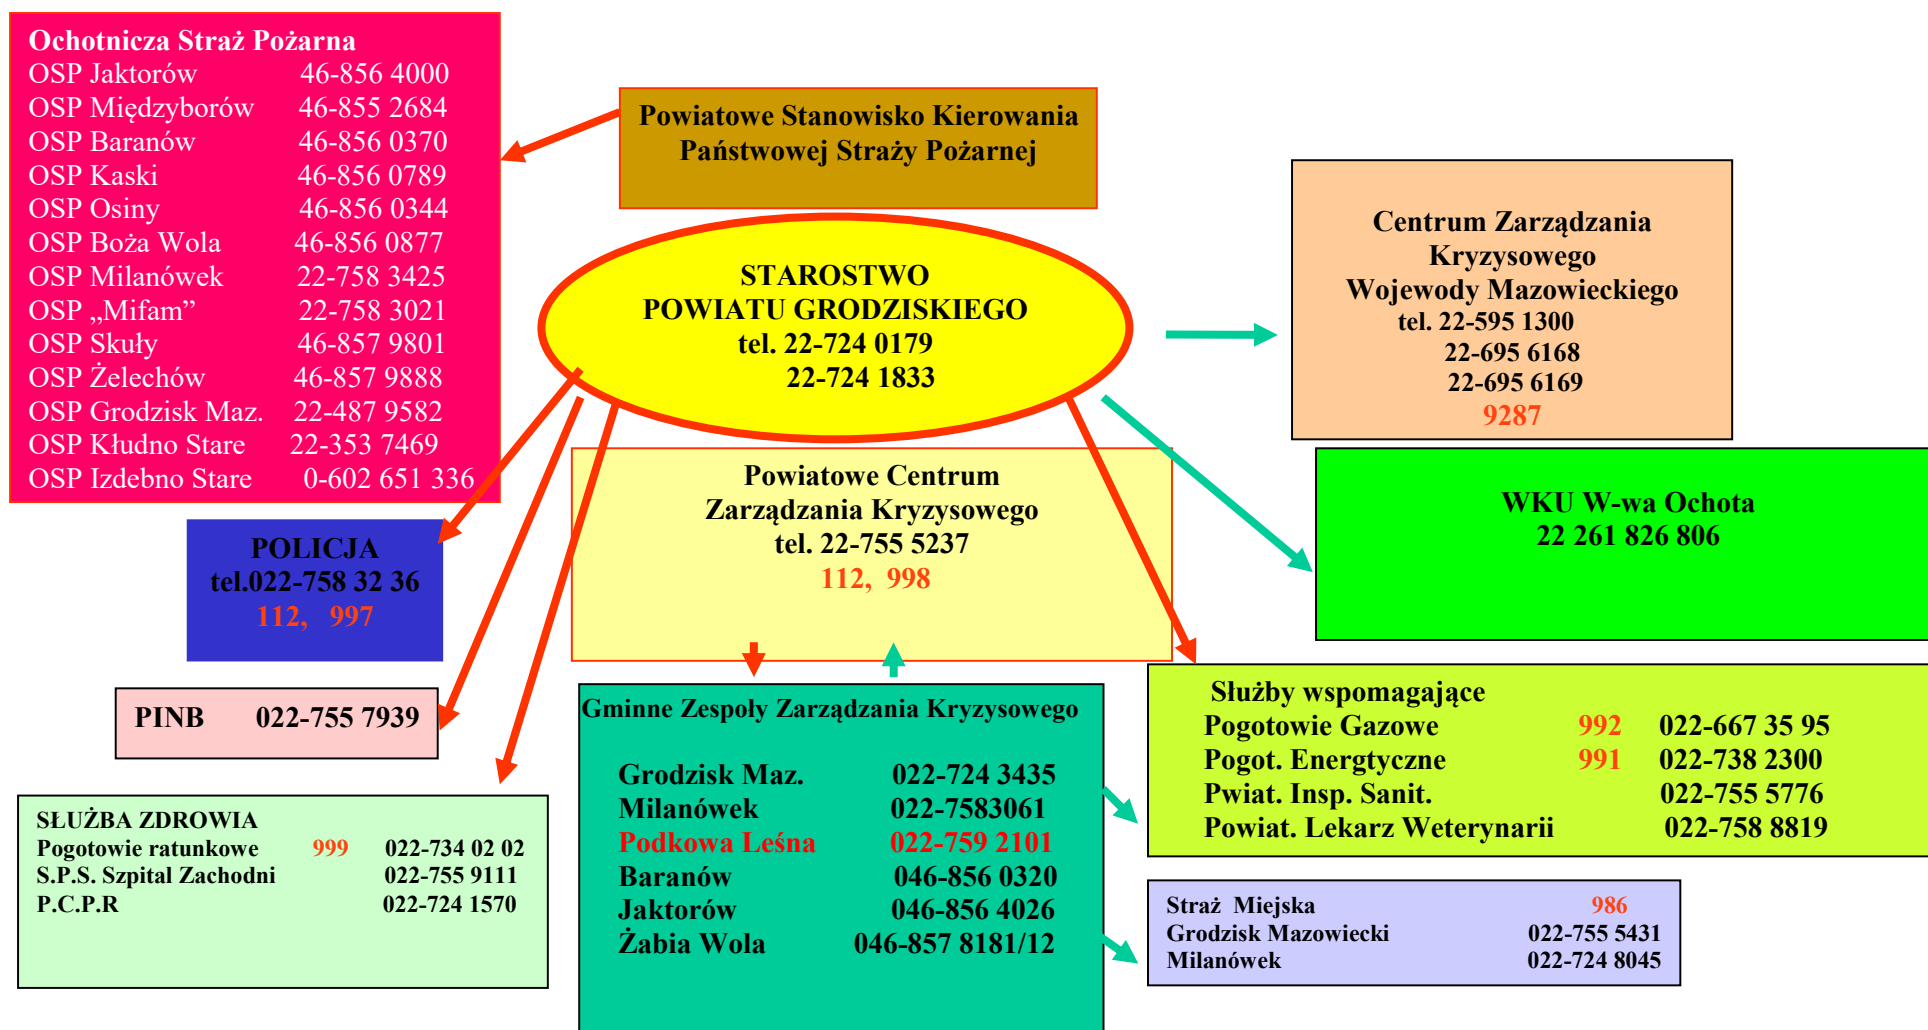 Ochotnicza Straż Pożarna
OSP Jaktorów 46-856 4000
OSP Międzyborów 46-855 2684
OSP Baranów 46-856 0370
OSP Kaski 46-856 0789
OSP Osiny 46-856 0344
OSP Boża Wola 46-856 0877
OSP Milanówek 22-758 3425
OSP „Mifam” 22-758 3021
OSP Skuły 46-857 9801
OSP Żelechów 46-857 9888
OSP Grodzisk Maz. 22-487 9582
OSP Kłudno Stare 22-353 7469
OSP Izdebno Stare 0-602 651 336
Powiatowe Stanowisko Kierowania
Państwowej Straży Pożarnej
STAROSTWO
POWIATU GRODZISKIEGO
tel. 22-724 0179
22-724 1833
Centrum Zarządzania
Kryzysowego
Wojewody Mazowieckiego
tel. 22-595 1300
22-695 6168
22-695 6169
9287
Powiatowe Centrum
Zarządzania Kryzysowego
tel. 22-755 5237
112, 998
WKU W-wa Ochota
22 261 826 806
POLICJA
tel.022-758 32 36
112, 997
PINB 022-755 7939
SŁUŻBA ZDROWIA
Pogotowie ratunkowe 999 022-734 02 02
S.P.S. Szpital Zachodni 022-755 9111
P.C.P.R 022-724 1570
Gminne Zespoły Zarządzania Kryzysowego
Grodzisk Maz. 022-724 3435
Milanówek 022-7583061
Podkowa Leśna 022-759 2101
Baranów 046-856 0320
Jaktorów 046-856 4026
Żabia Wola 046-857 8181/12
Służby wspomagające
Pogotowie Gazowe 992 022-667 35 95
Pogot. Energtyczne 991 022-738 2300
Pwiat. Insp. Sanit. 022-755 5776
Powiat. Lekarz Weterynarii 022-758 8819
Straż Miejska 986
Grodzisk Mazowiecki 022-755 5431
Milanówek 022-724 8045